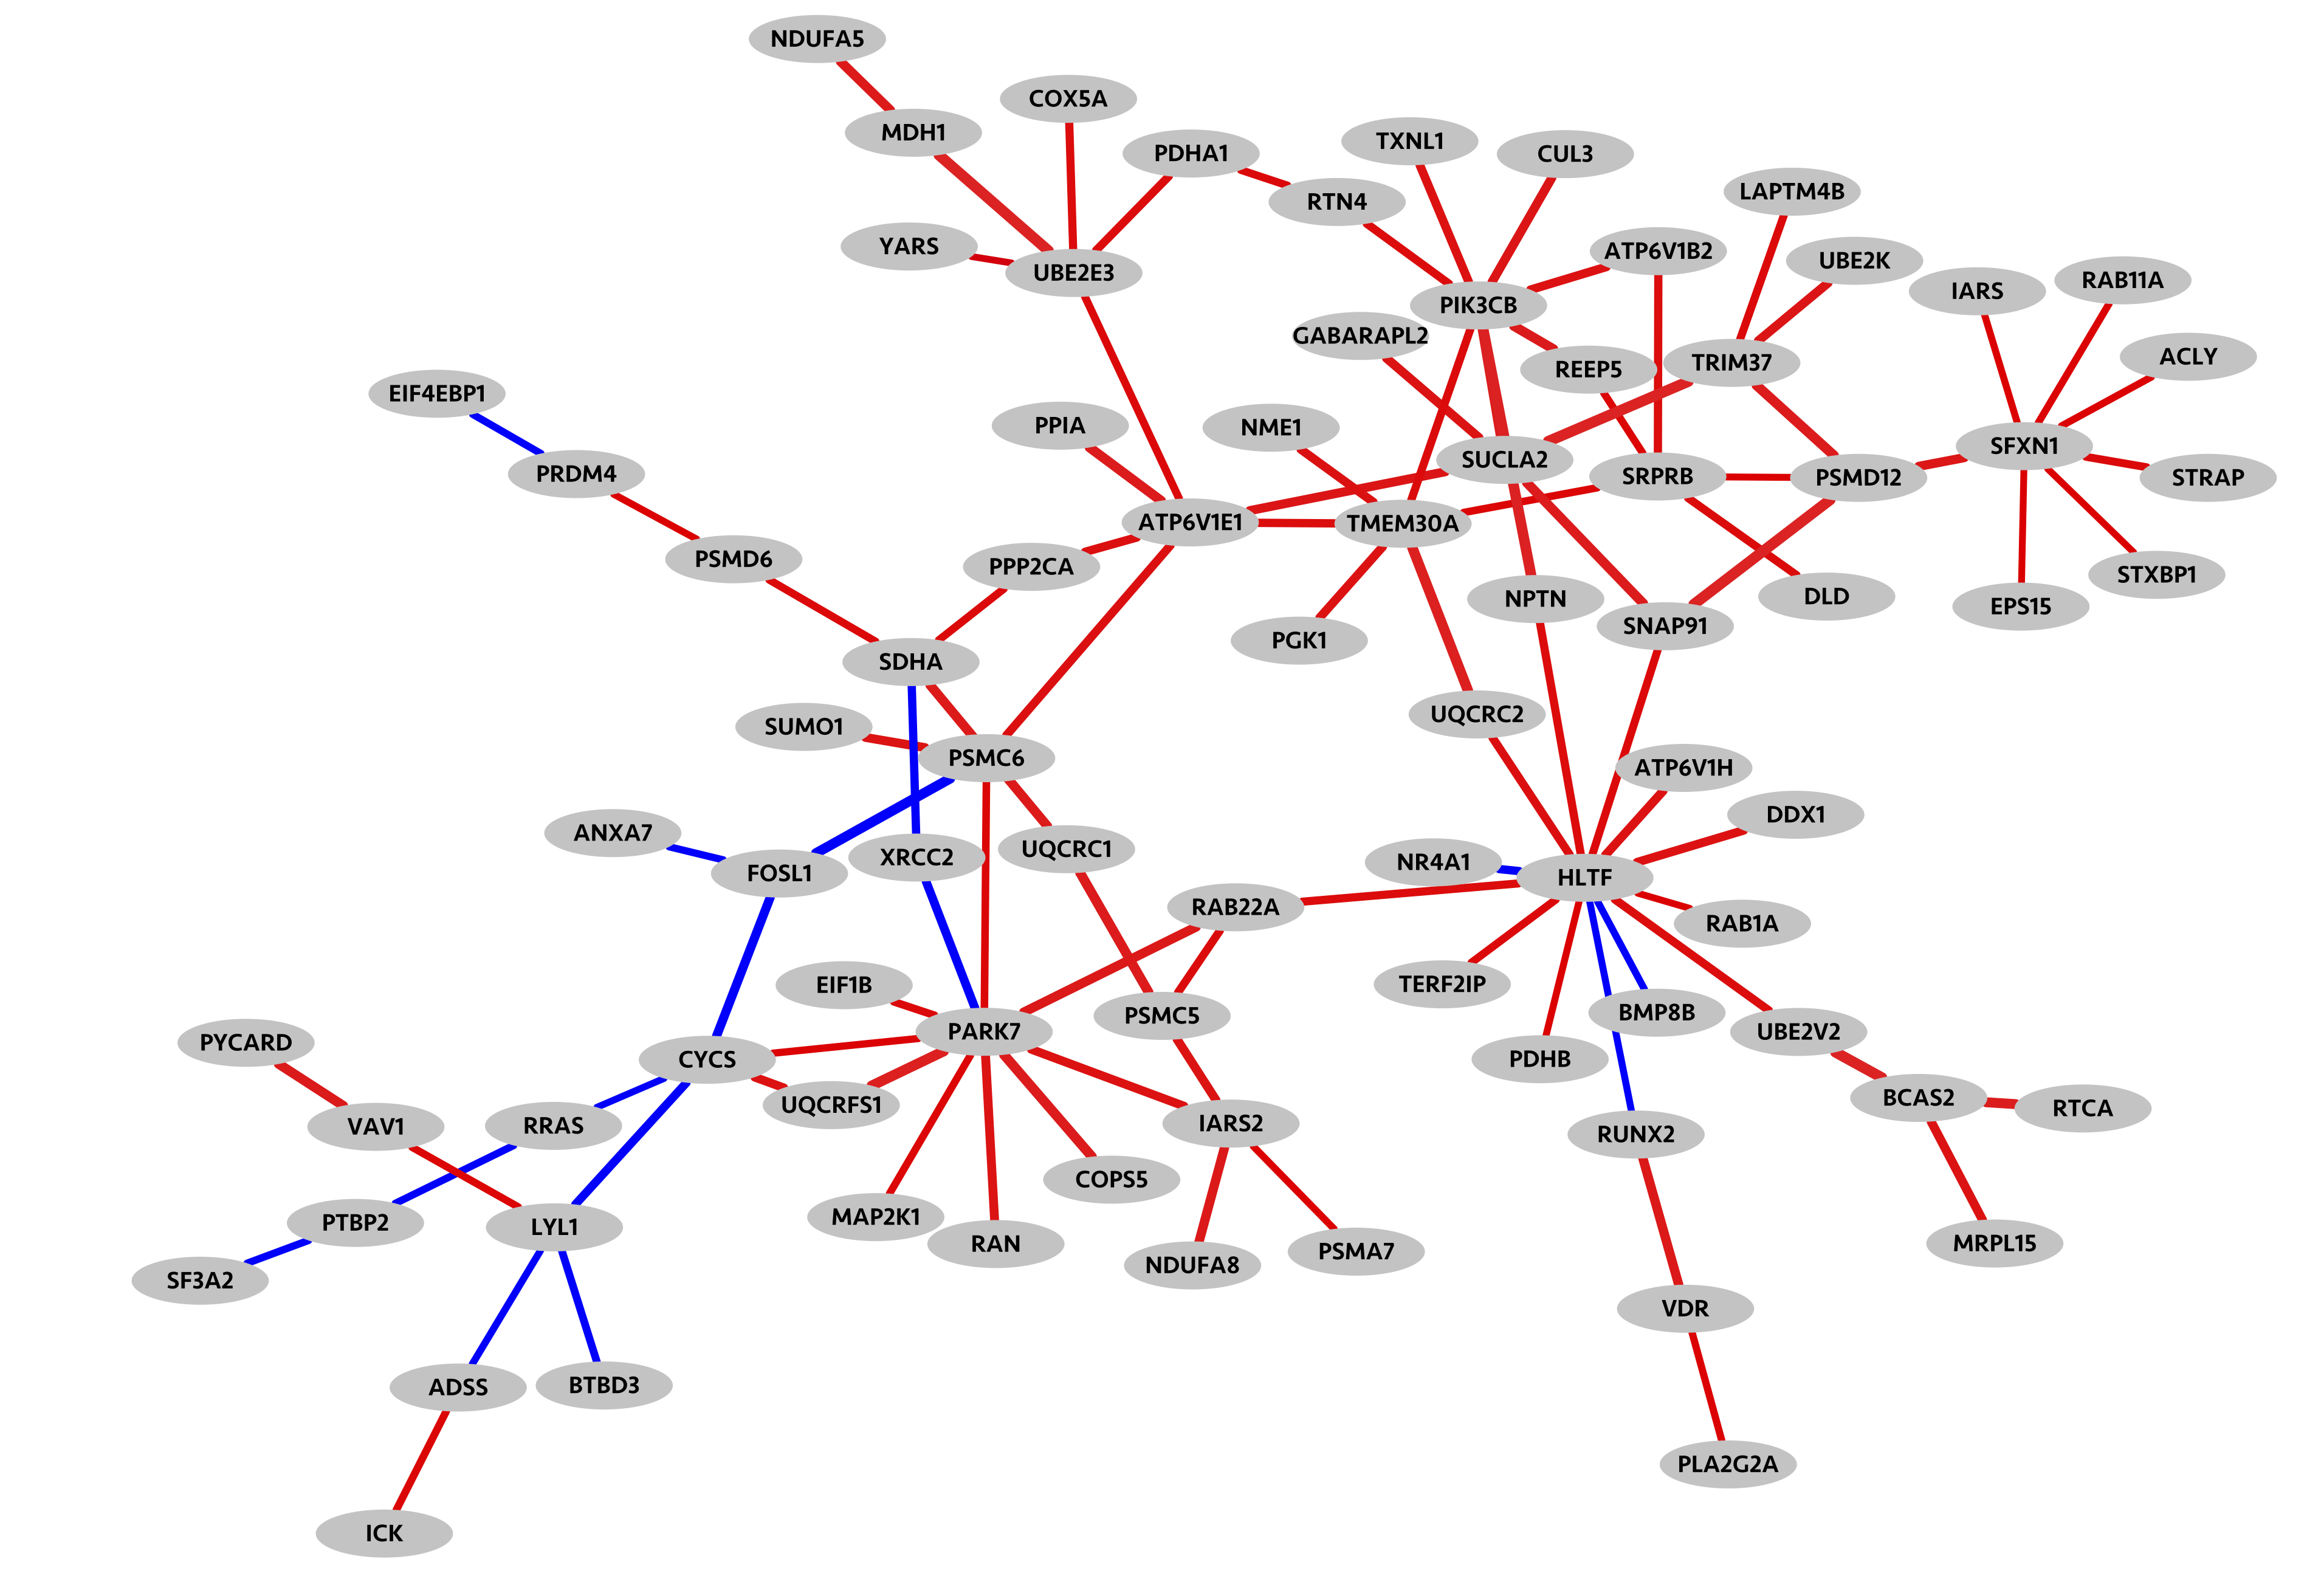 NDUFA5
COX5A
MDH1
TXNL1
PDHA1
CUL3
LAPTM4B
RTN4
YARS
ATP6V1B2
UBE2K
UBE2E3
RAB11A
IARS
PIK3CB
GABARAPL2
ACLY
TRIM37
REEP5
EIF4EBP1
PPIA
NME1
SFXN1
SUCLA2
PRDM4
SRPRB
PSMD12
STRAP
ATP6V1E1
TMEM30A
PSMD6
PPP2CA
STXBP1
DLD
NPTN
EPS15
SNAP91
PGK1
SDHA
UQCRC2
SUMO1
PSMC6
ATP6V1H
DDX1
ANXA7
UQCRC1
XRCC2
NR4A1
FOSL1
HLTF
RAB22A
RAB1A
EIF1B
TERF2IP
BMP8B
PSMC5
PARK7
UBE2V2
PYCARD
CYCS
PDHB
BCAS2
UQCRFS1
RTCA
IARS2
RRAS
VAV1
RUNX2
COPS5
MAP2K1
PTBP2
LYL1
RAN
MRPL15
PSMA7
NDUFA8
SF3A2
VDR
BTBD3
ADSS
PLA2G2A
ICK